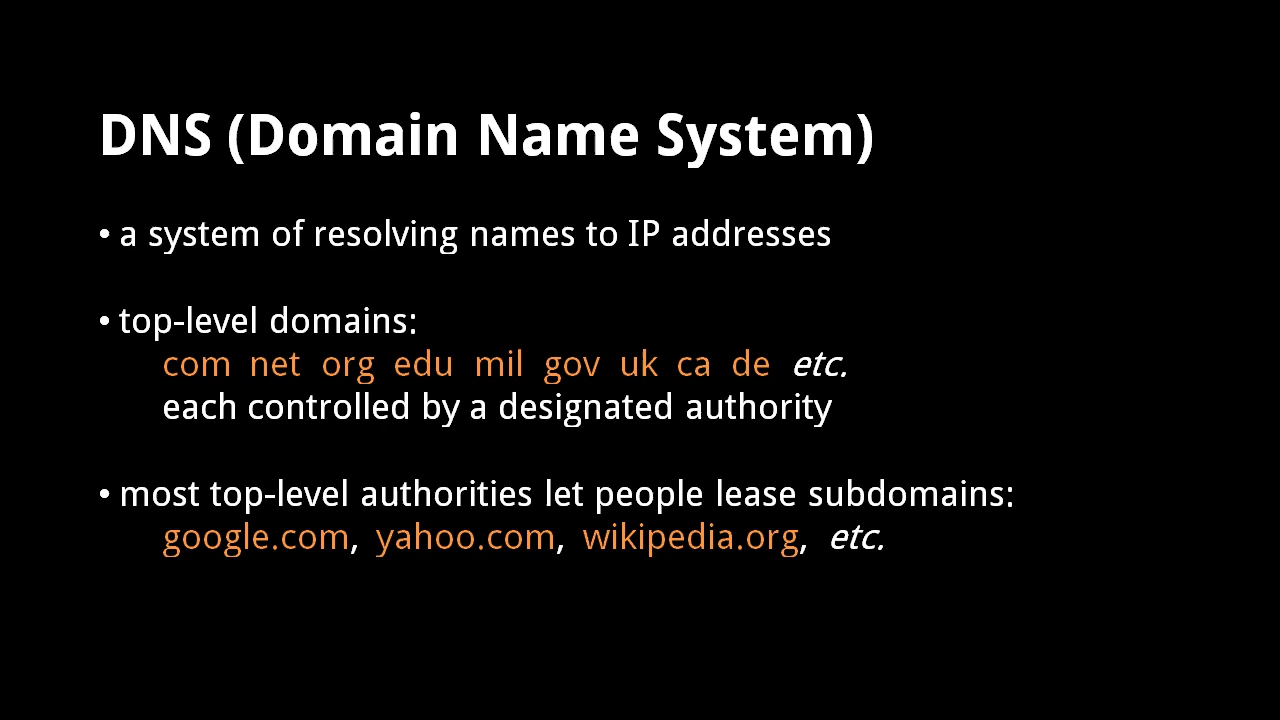 DNS (Domain Name System)
• a system of resolving names to IP addresses
• top-level domains:
com net org edu mil gov uk ca de etc.
each controlled by a designated authority
• most top-level authorities let people lease subdomains:
google.com, yahoo.com, wikipedia.org, etc.